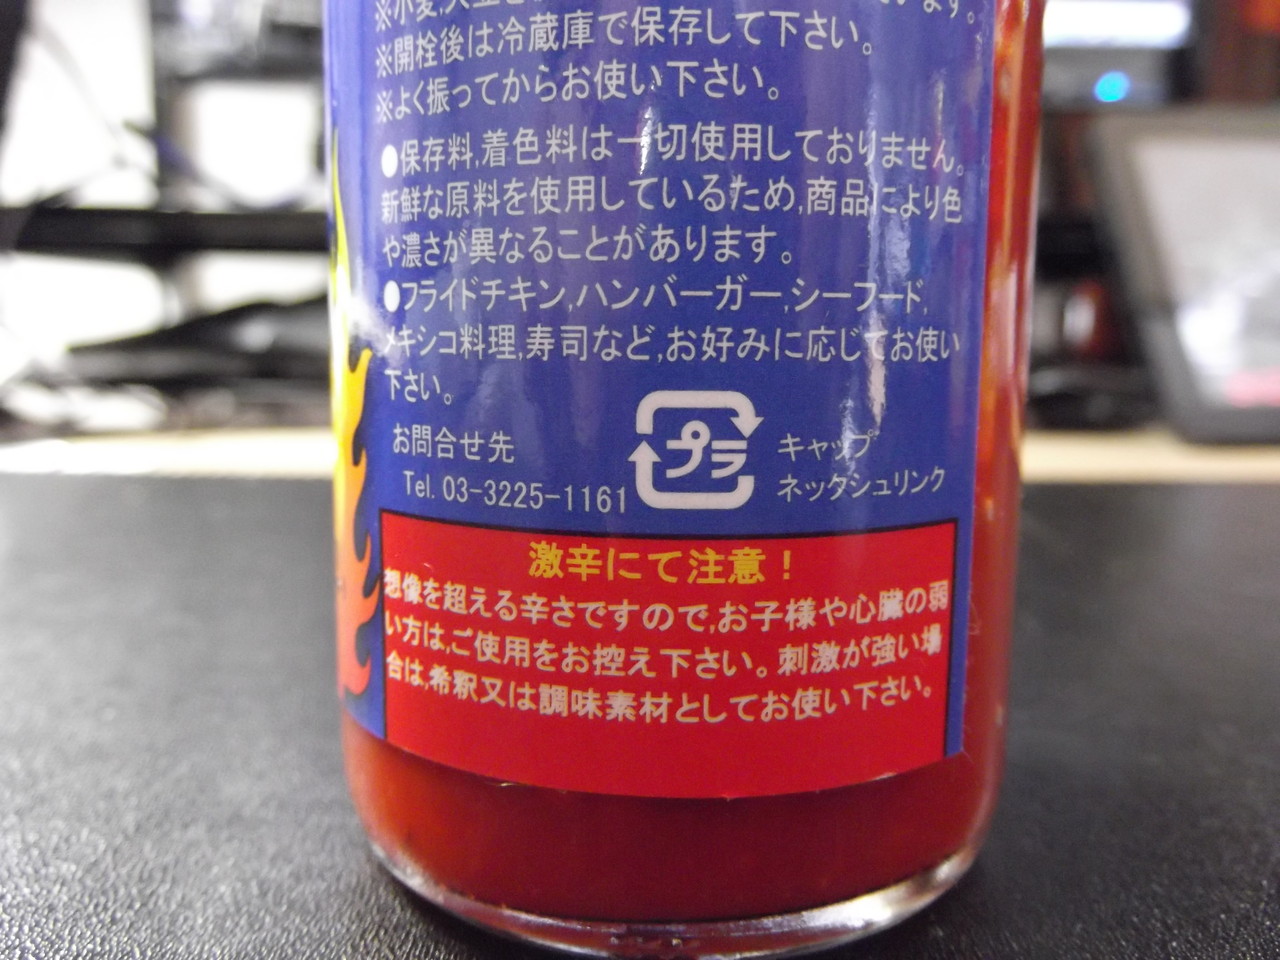 ※小麦,大豆
います。
※開栓後は冷蔵庫で保存して下さい。
※よく振ってからお使い下さい。
●保存料,着色料は一切使用しておりません。
新鮮な原料を使用しているため,商品により色
や濃さが異なることがあります。
●フライドチキン,ハンバーガー,シーフード,
メキシコ料理,寿司など,お好みに応じてお使い
下さい。
お問合せ先
Tel. 03-3225-1161
プラ
キャップ
ネックシュリンク
激辛にて注意！
想像を超える辛さですので,お子様や心臓の弱
い方は,ご使用をお控え下さい。刺激が強い場
合は,希釈又は調味素材としてお使い下さい。